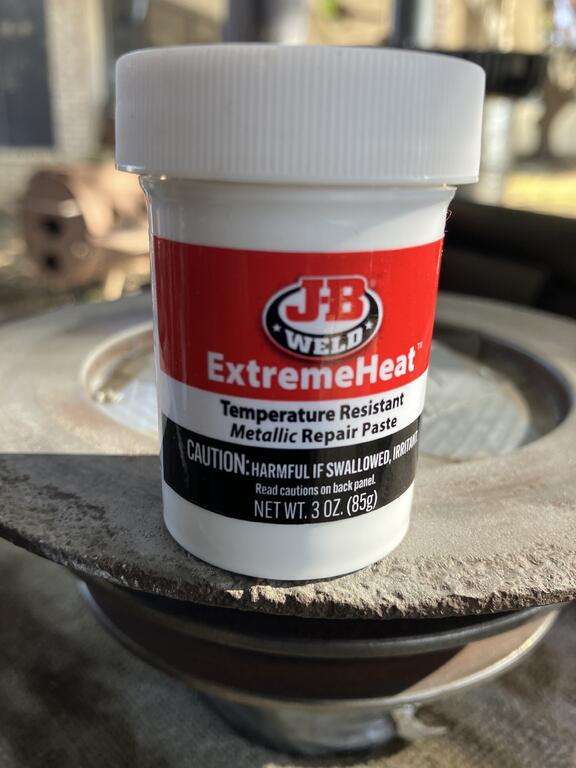 J-B
WELD
ExtremeHeat™
Temperature Resistant
Metallic Repair Paste
CAUTION: HARMFUL IF SWALLOWED, IRRITANT
Read cautions on back panel.
NET WT. 3 OZ. (85g)